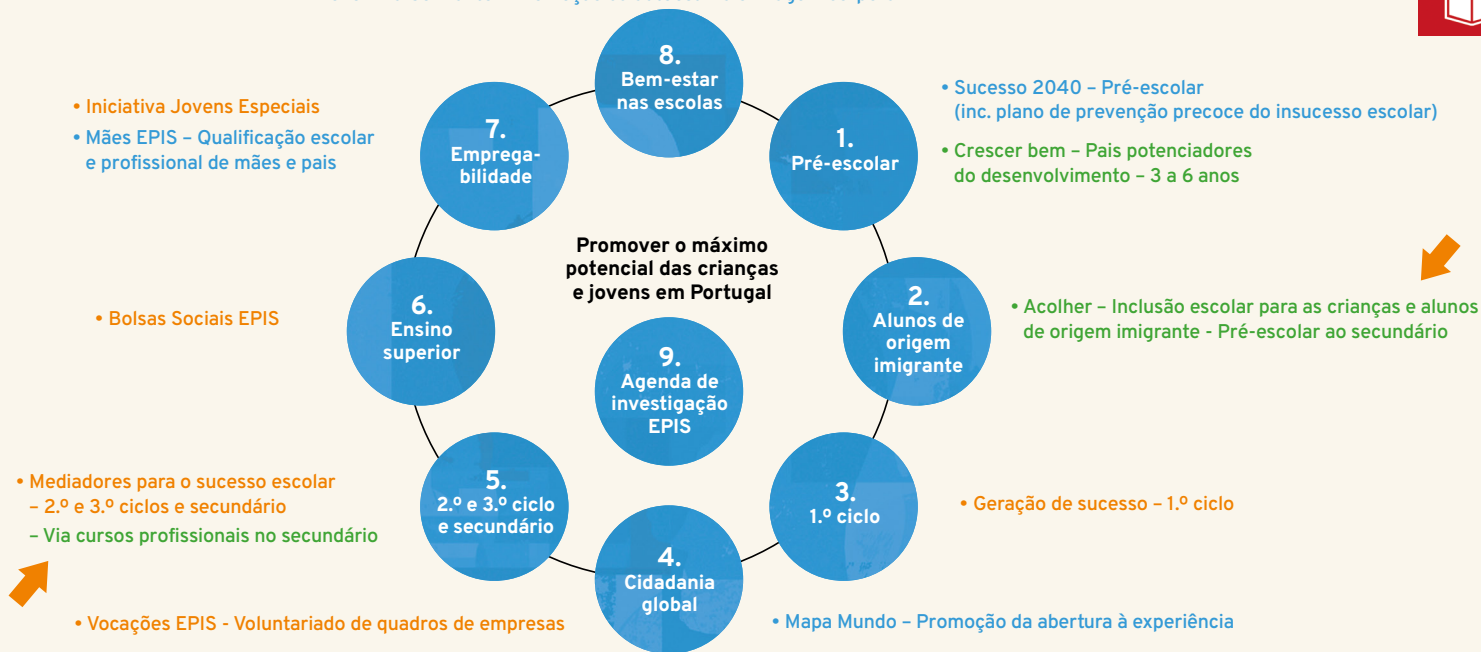 8.
Bem-estar
nas escolas
• Iniciativa Jovens Especiais
• Mães EPIS – Qualificação escolar
e profissional de mães e pais
7.
Emprega-
bilidade
1.
Pré-escolar
• Sucesso 2040 – Pré-escolar
(inc. plano de prevenção precoce do insucesso escolar)
• Crescer bem – Pais potenciadores
do desenvolvimento – 3 a 6 anos
Promover o máximo
potencial das crianças
e jovens em Portugal
• Bolsas Sociais EPIS
6.
Ensino
superior
2.
Alunos de
origem
imigrante
• Acolher – Inclusão escolar para as crianças e alunos
de origem imigrante - Pré-escolar ao secundário
9.
Agenda de
investigação
EPIS
• Mediadores para o sucesso escolar
– 2.º e 3.º ciclos e secundário
– Via cursos profissionais no secundário
5.
2.º e 3.º ciclo
e secundário
3.
1.º ciclo
• Geração de sucesso – 1.º ciclo
4.
Cidadania
global
• Vocações EPIS - Voluntariado de quadros de empresas
• Mapa Mundo – Promoção da abertura à experiência